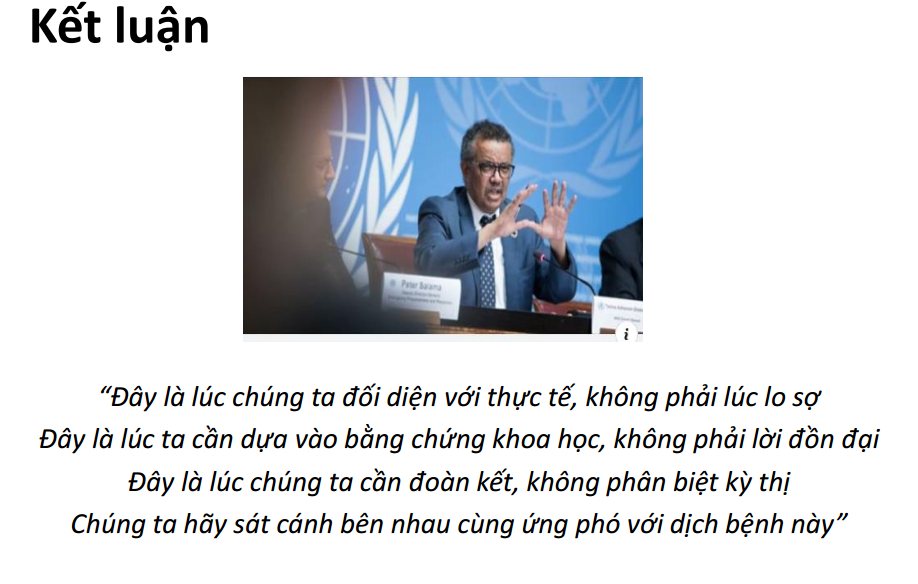 Kết luận
Peter Salama
“Đây là lúc chúng ta đối diện với thực tế, không phải lúc lo sợ
Đây là lúc ta cần dựa vào bằng chứng khoa học, không phải lời đồn đại
Đây là lúc chúng ta cần đoàn kết, không phân biệt kỳ thị
Chúng ta hãy sát cánh bên nhau cùng ứng phó với dịch bệnh này”